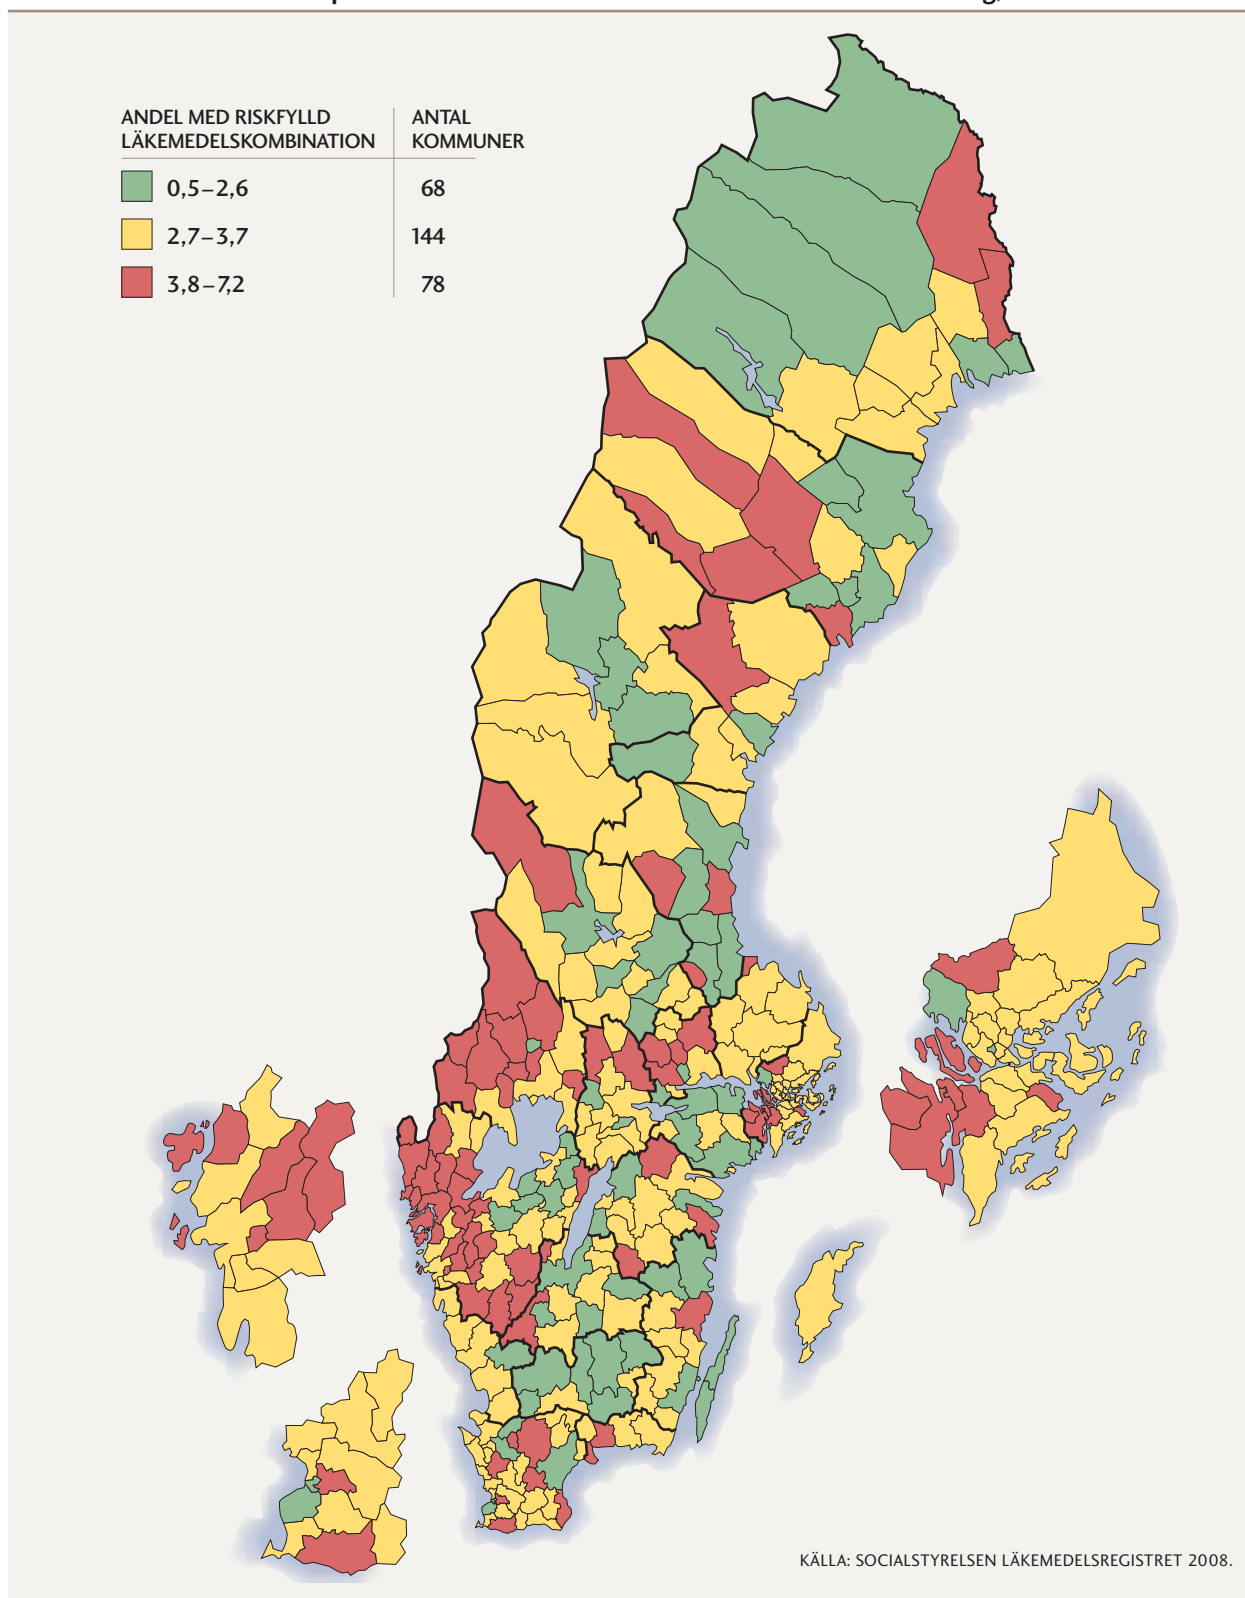 ANDEL MED RISKFYLLD
LÄKEMEDELSKOMBINATION
ANTAL
KOMMUNER
0,5–2,6 68
2,7–3,7 144
3,8–7,2 78
KÄLLA: SOCIALSTYRELSEN LÄKEMEDELSREGISTRET 2008.